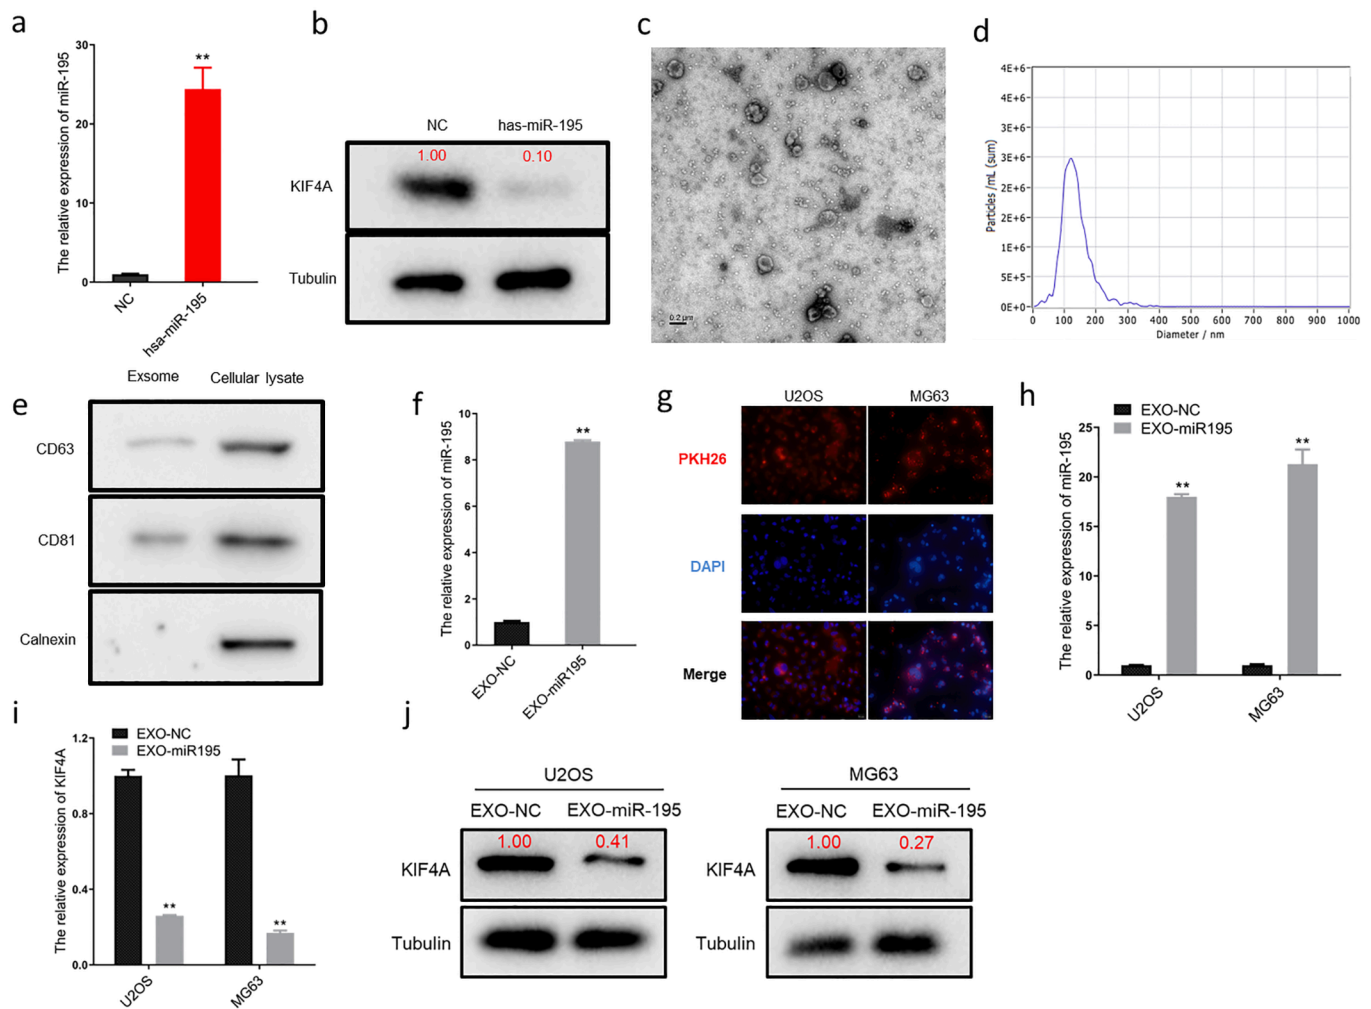 a
The relative expression of miR-195
30
20
10
0
**
NC
hsa-miR-195
b
NC has-miR-195
1.00 0.10
KIF4A
Tubulin
c
0.2 μm
d
Particles /mL (sum)
4E+6
4E+6
3E+6
3E+6
2E+6
1E+6
1E+6
5E+5
0E+0
0 100 200 300 400 500 600 700 800 900 1000
Diameter / nm
e
Exsome Cellular lysate
CD63
CD81
Calnexin
f
The relative expression of miR-195
10
8
6
4
2
0
**
EXO-NC
EXO-miR195
g
U2OS MG63
PKH26
DAPI
Merge
h
EXO-NC
EXO-miR195
The relative expression of miR-195
25
20
15
10
5
0
**
**
U2OS
MG63
i
EXO-NC
EXO-miR195
The relative expression of KIF4A
1.2
0.8
0.4
0.0
**
**
U2OS
MG63
j
U2OS
EXO-NC EXO-miR-195
1.00 0.41
KIF4A
Tubulin
MG63
EXO-NC EXO-miR-195
1.00 0.27
KIF4A
Tubulin